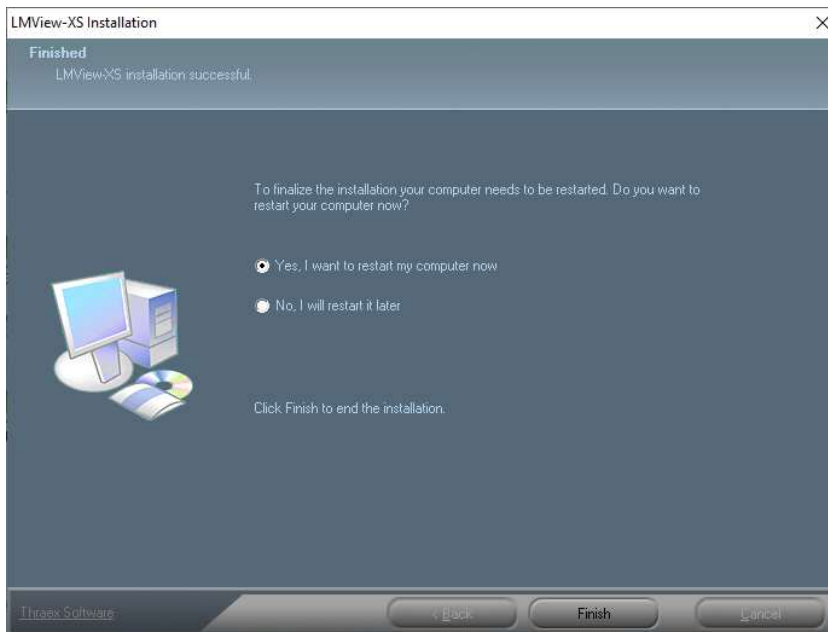 LMView-XS Installation
Finished
LMView-XS installation successful.
To finalize the installation your computer needs to be restarted. Do you want to
restart your computer now?
Yes, I want to restart my computer now
No, I will restart it later
Click Finish to end the installation.
Thraex Software
< Back
Finish
Cancel